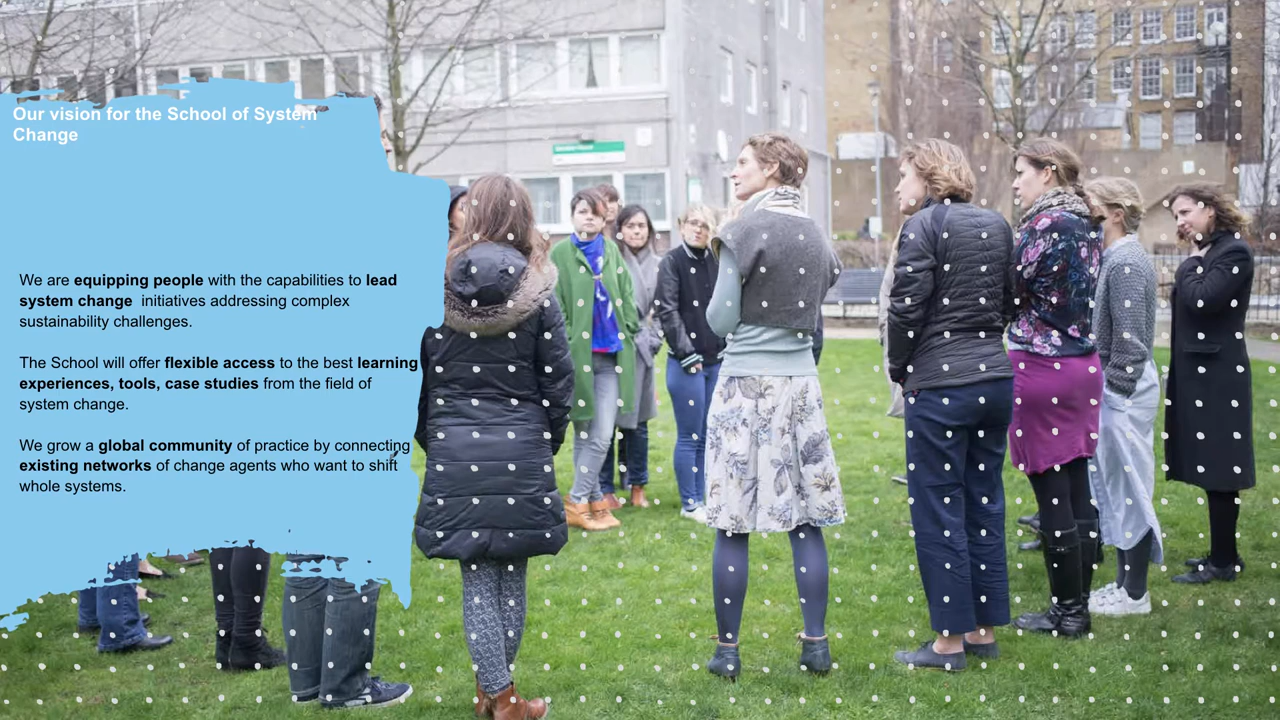 Our vision for the School of System
Change
We are equipping people with the capabilities to lead
system change initiatives addressing complex
sustainability challenges.
The School will offer flexible access to the best learning
experiences, tools, case studies from the field of
system change.
We grow a global community of practice by connecting
existing networks of change agents who want to shift
whole systems.